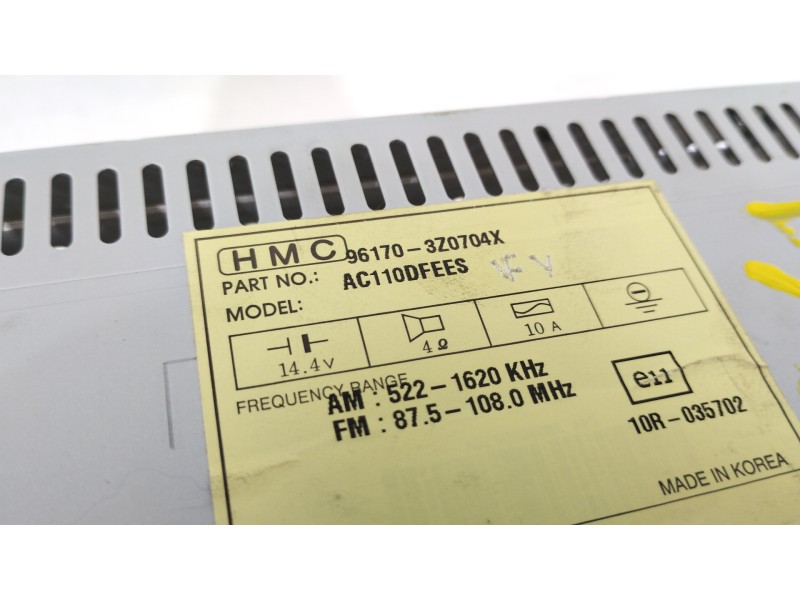 HMC
PART NO.: 96170-3Z0704X
MODEL: AC110DFEES
14.4V 4Ω 10 A
FREQUENCY RANGE
AM : 522-1620 KHz
FM : 87.5-108.0 MHz
e11
10R-035702
MADE IN KOREA